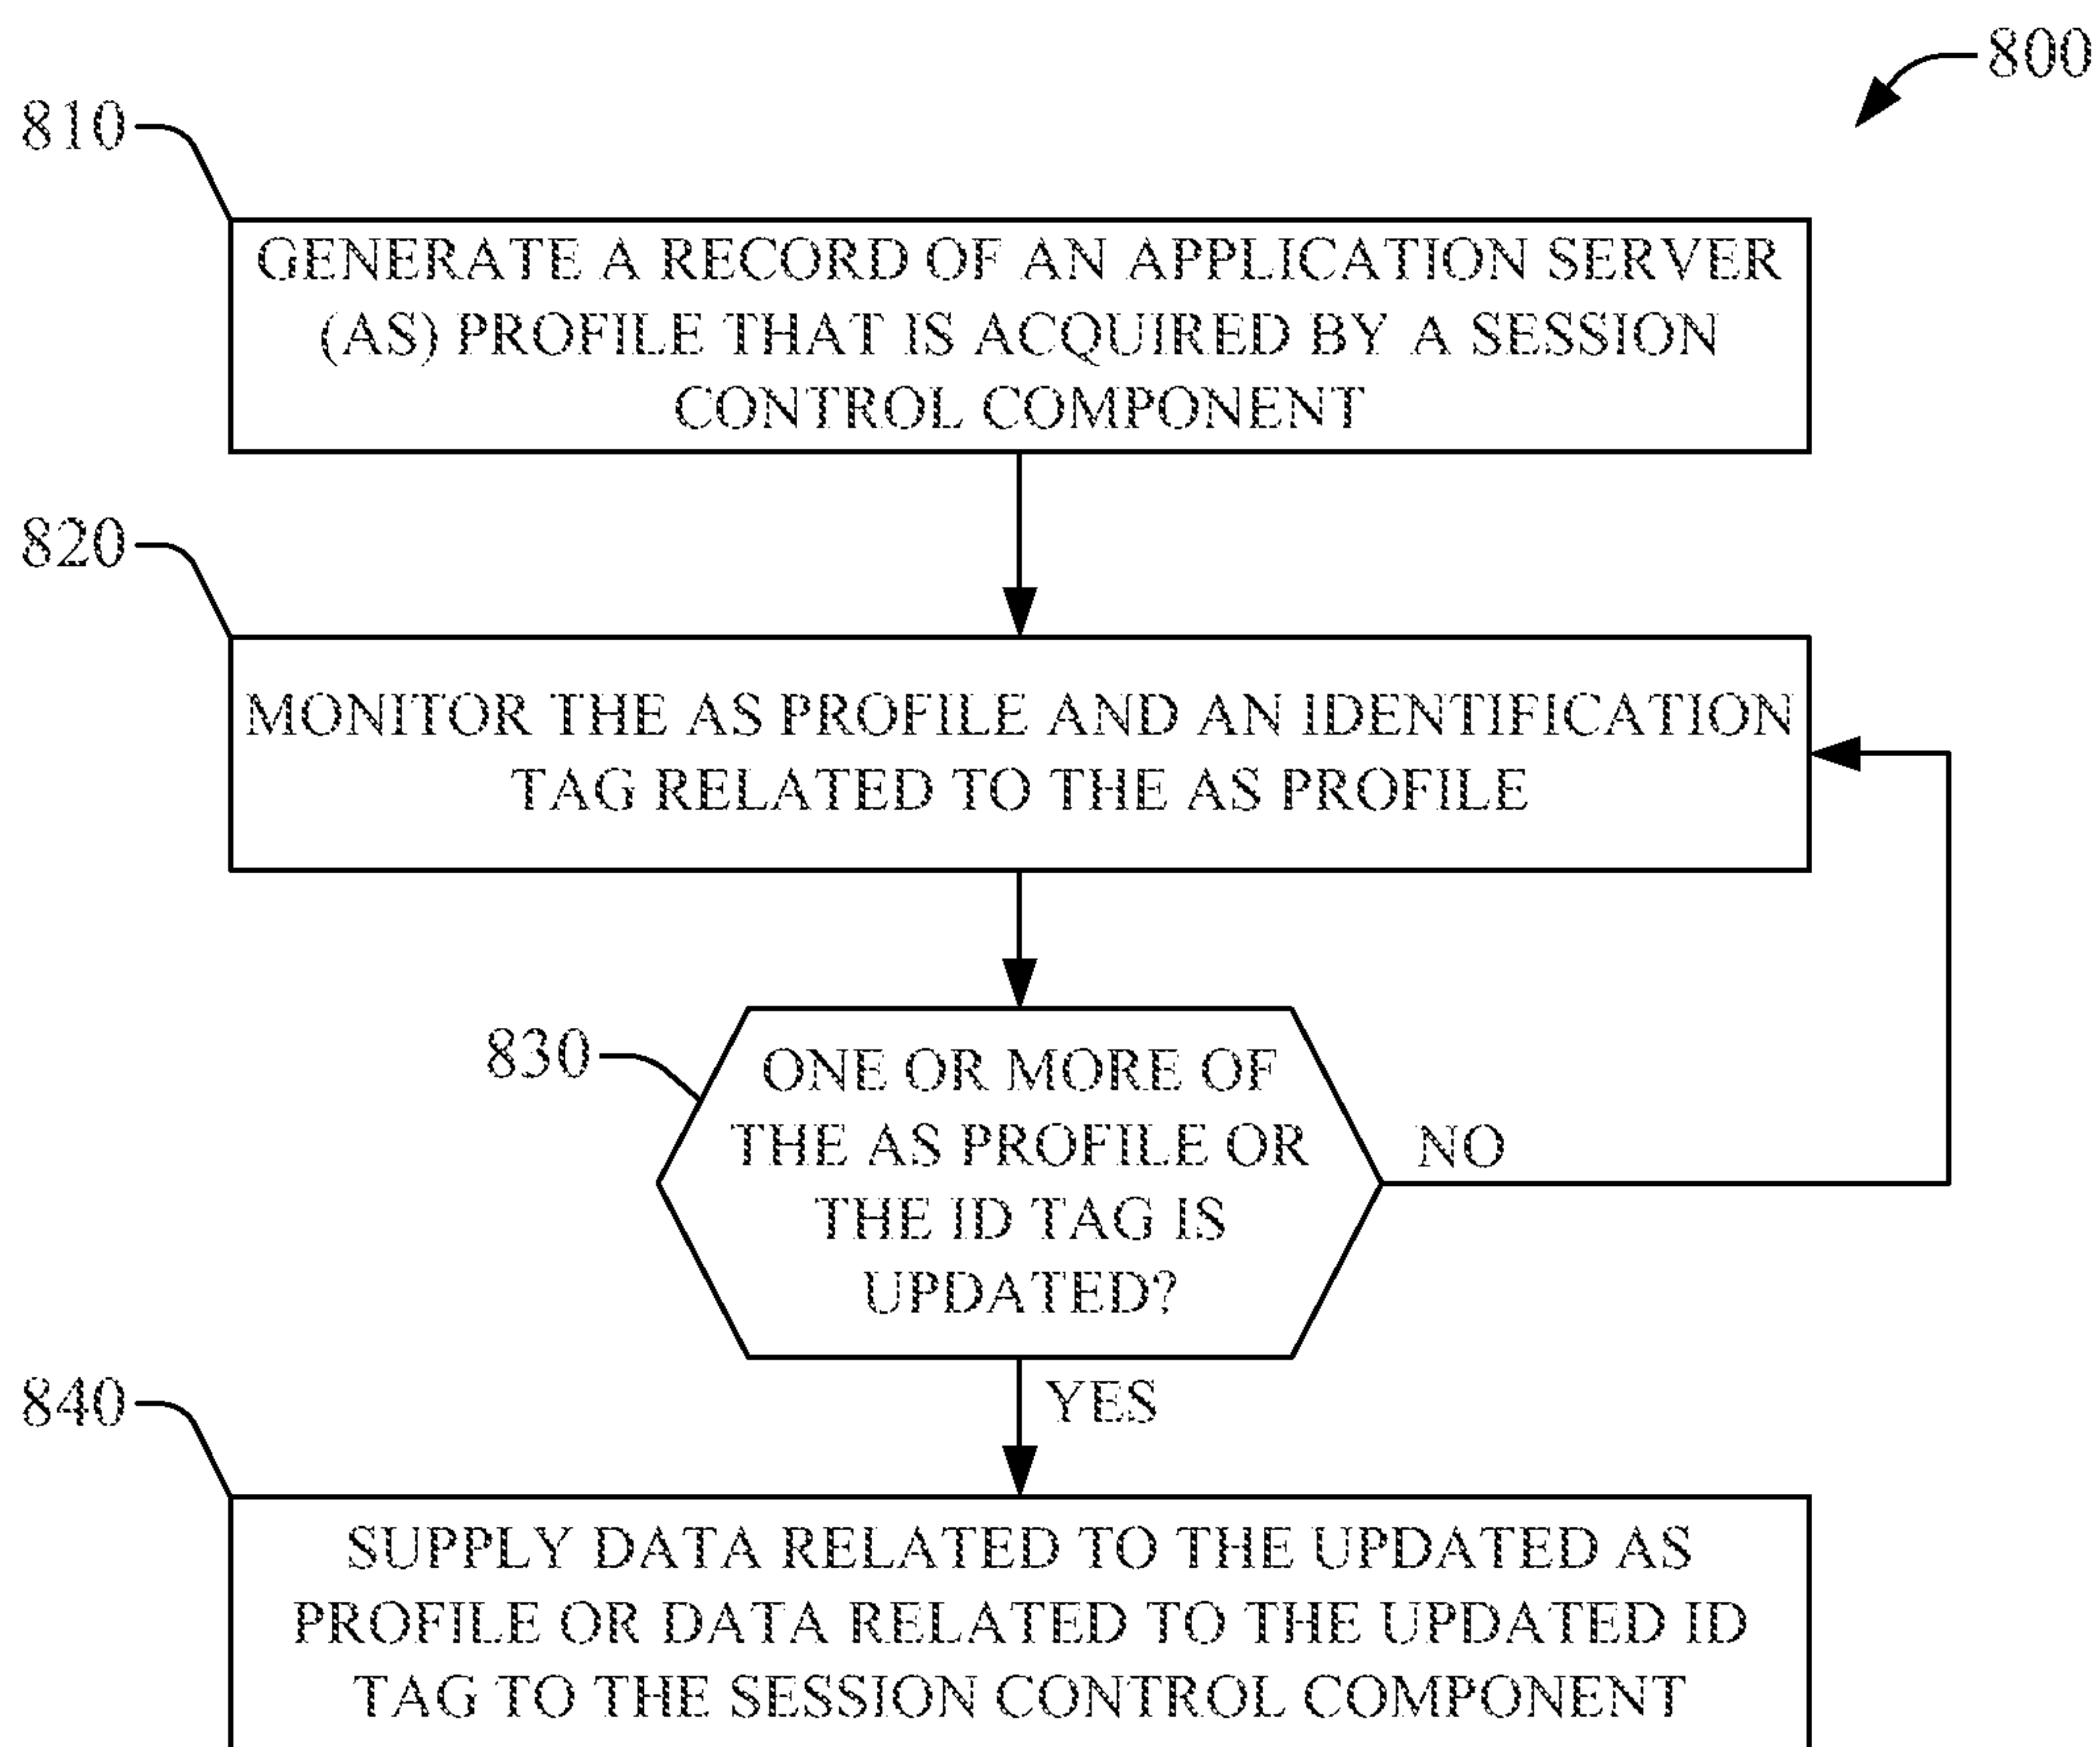 800
810
GENERATE A RECORD OF AN APPLICATION SERVER
(AS) PROFILE THAT IS ACQUIRED BY A SESSION
CONTROL COMPONENT
820
MONITOR THE AS PROFILE AND AN IDENTIFICATION
TAG RELATED TO THE AS PROFILE
830
ONE OR MORE OF
THE AS PROFILE OR
THE ID TAG IS
UPDATED?
NO
YES
840
SUPPLY DATA RELATED TO THE UPDATED AS
PROFILE OR DATA RELATED TO THE UPDATED ID
TAG TO THE SESSION CONTROL COMPONENT